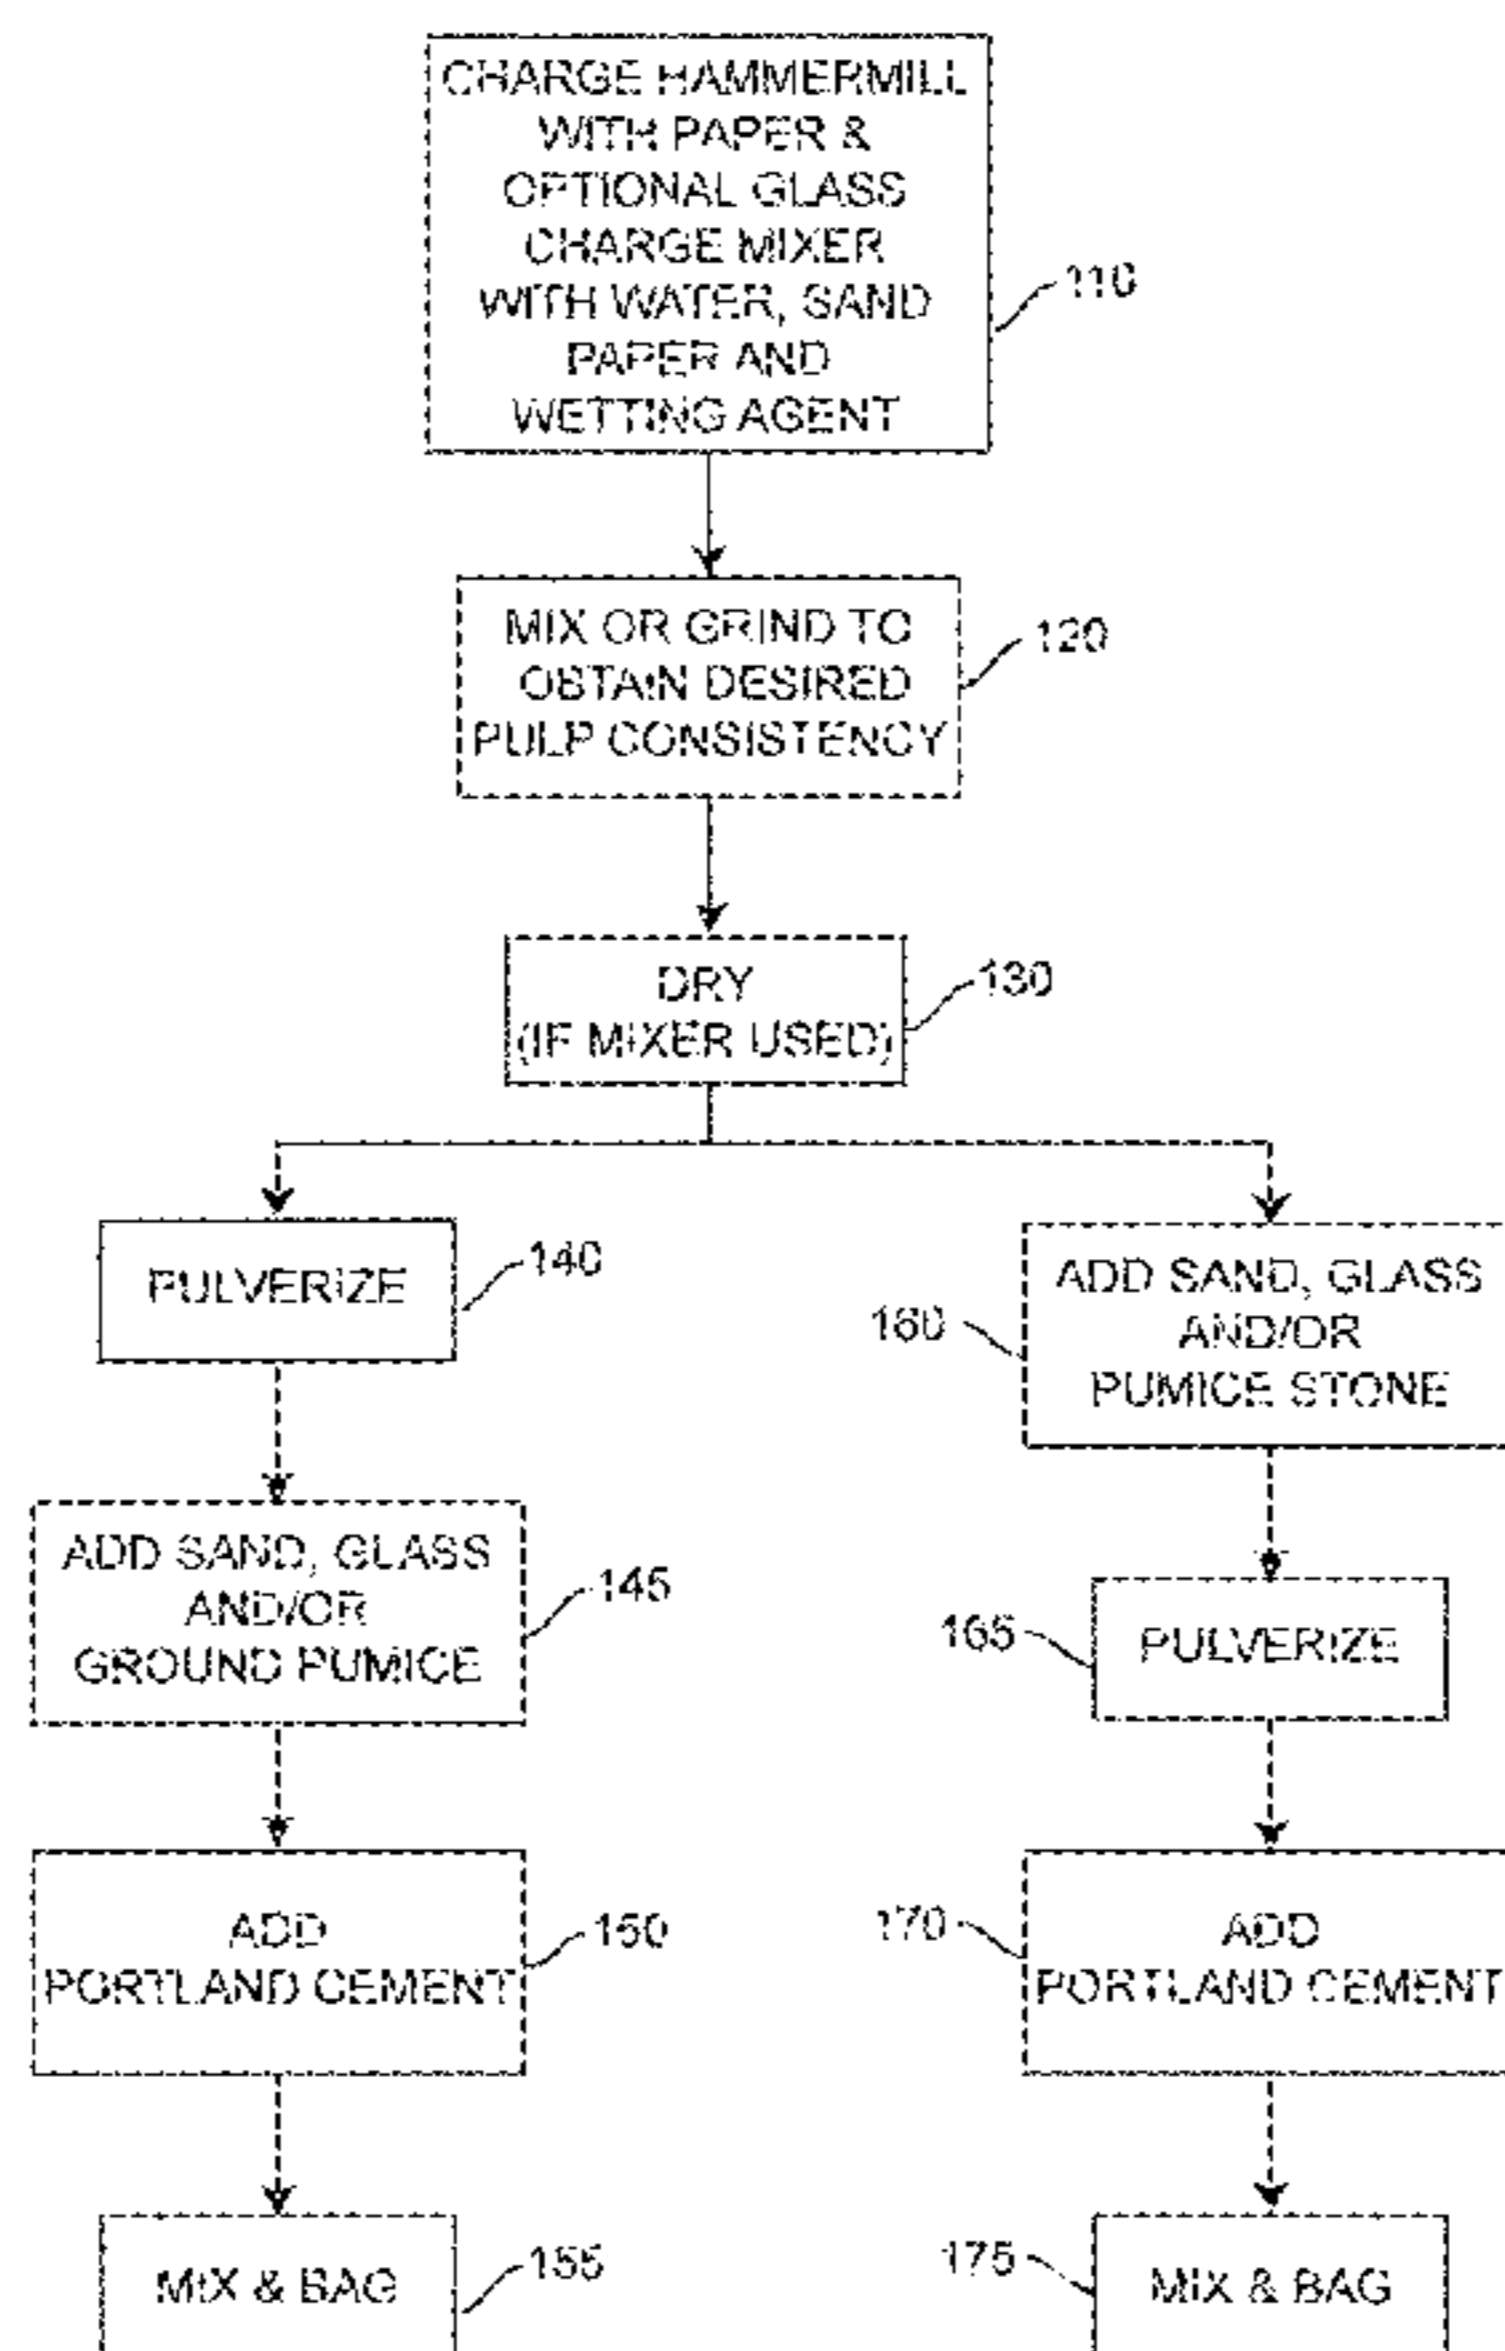 CHARGE HAMMERMILL
WITH PAPER &
OPTIONAL GLASS
CHARGE MIXER
WITH WATER, SAND
PAPER AND
WETTING AGENT
110
MIX OR GRIND TO
OBTAIN DESIRED
PULP CONSISTENCY
120
DRY
(IF MIXER USED)
130
PULVERIZE
140
ADD SAND, GLASS
AND/OR
GROUND PUMICE
145
ADD
PORTLAND CEMENT
150
MIX & BAG
155
160
ADD SAND, GLASS
AND/OR
PUMICE STONE
165
PULVERIZE
170
ADD
PORTLAND CEMENT
175
MIX & BAG